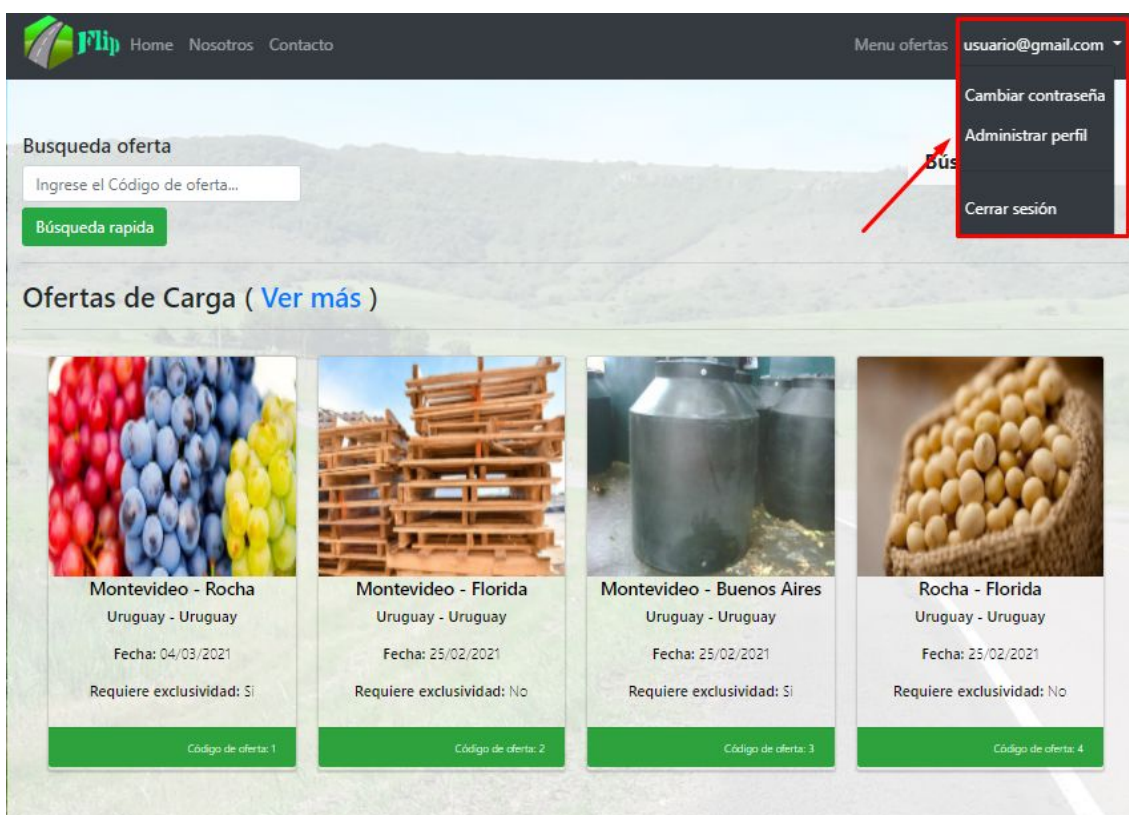 Flip Home Nosotros Contacto Menu ofertas usuario@gmail.com
Cambiar contraseña
Administrar perfil
Cerrar sesión
Busqueda oferta
Ingrese el Código de oferta...
Búsqueda rapida
Ofertas de Carga ( Ver más )
Montevideo - Rocha
Uruguay - Uruguay
Fecha: 04/03/2021
Requiere exclusividad: Si
Código de oferta: 1
Montevideo - Florida
Uruguay - Uruguay
Fecha: 25/02/2021
Requiere exclusividad: No
Código de oferta: 2
Montevideo - Buenos Aires
Uruguay - Uruguay
Fecha: 25/02/2021
Requiere exclusividad: Si
Código de oferta: 3
Rocha - Florida
Uruguay - Uruguay
Fecha: 25/02/2021
Requiere exclusividad: No
Código de oferta: 4